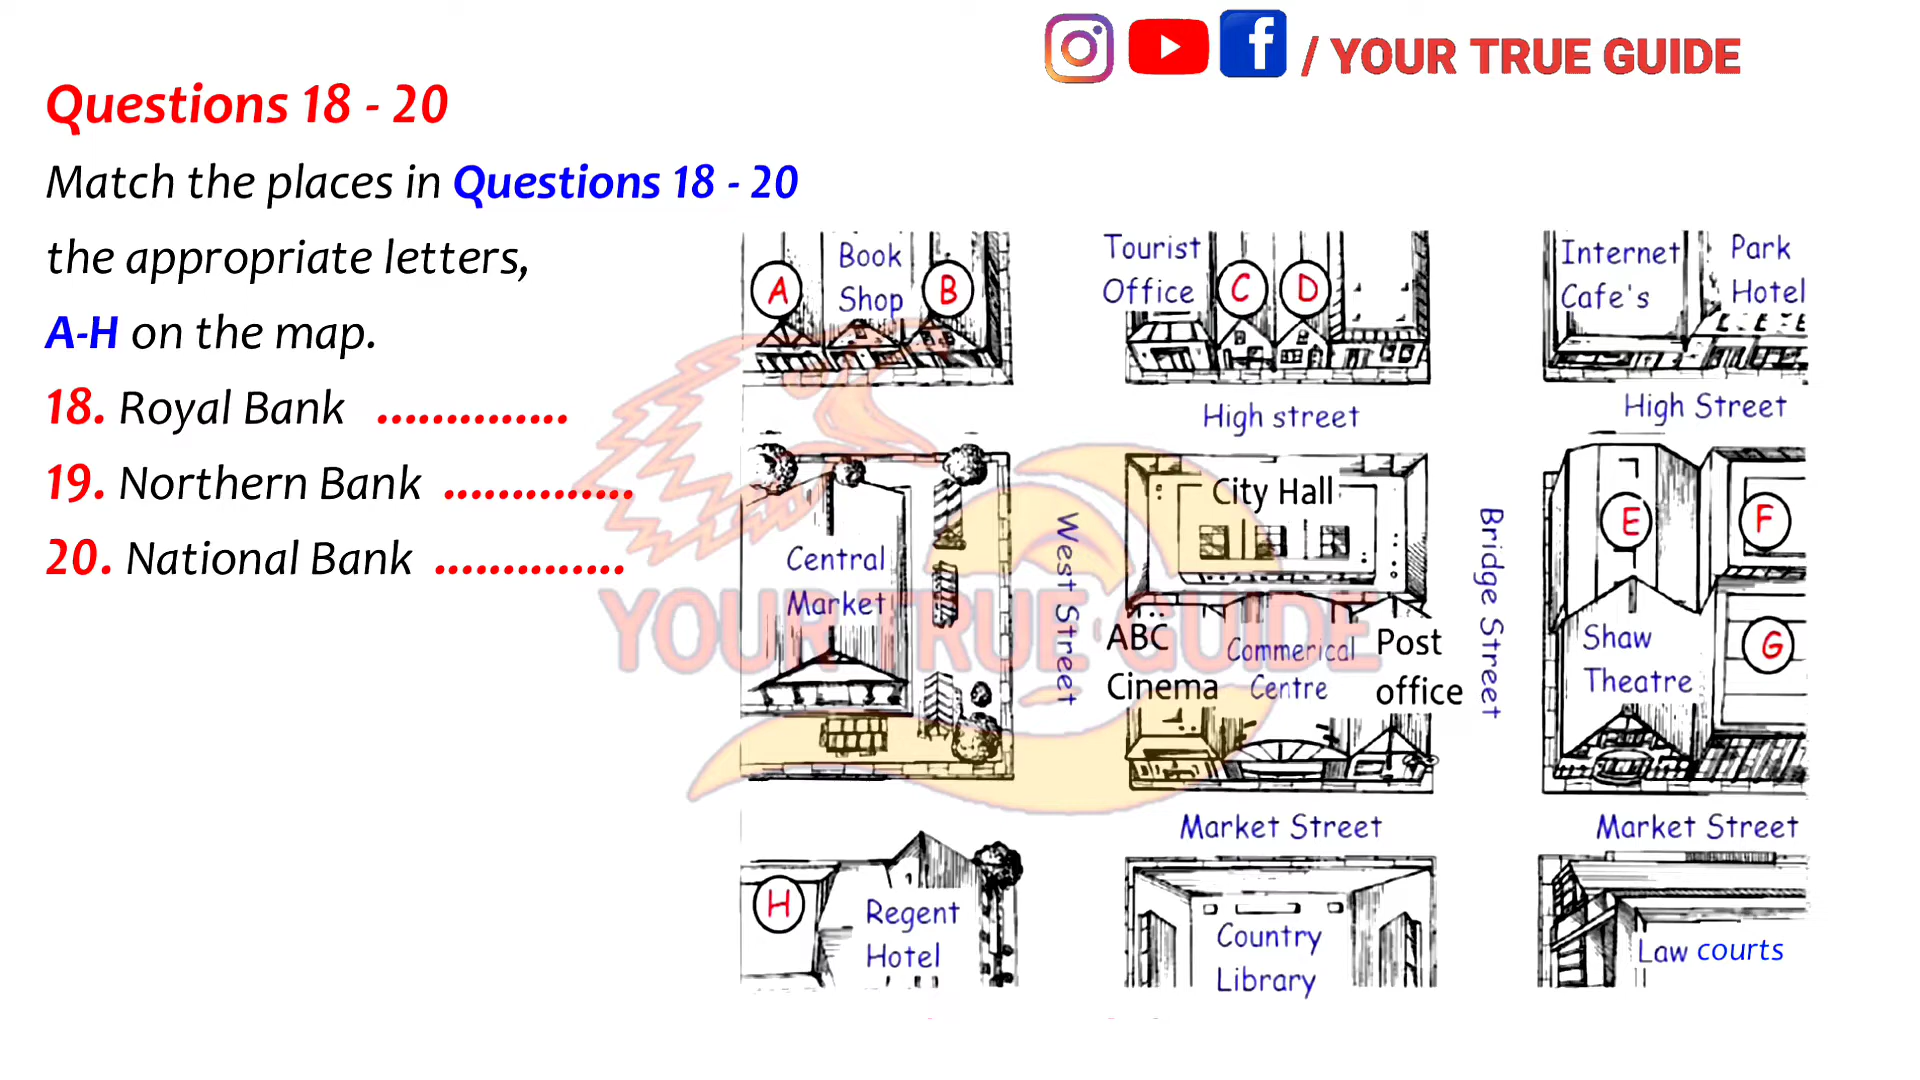 / YOUR TRUE GUIDE
Questions 18 - 20
Match the places in Questions 18 - 20
the appropriate letters,
A-H on the map.
18. Royal Bank ..............
19. Northern Bank ..............
20. National Bank ..............
A
Book
Shop
B
Tourist
Office
C
D
Internet
Cafe's
Park
Hotel
High street
High Street
Central
Market
West Street
City Hall
Bridge Street
E
F
ABC
Cinema
Commerical
Centre
Post
office
Shaw
Theatre
G
YOUR TRUE GUIDE
Market Street
Market Street
H
Regent
Hotel
Country
Library
Law courts